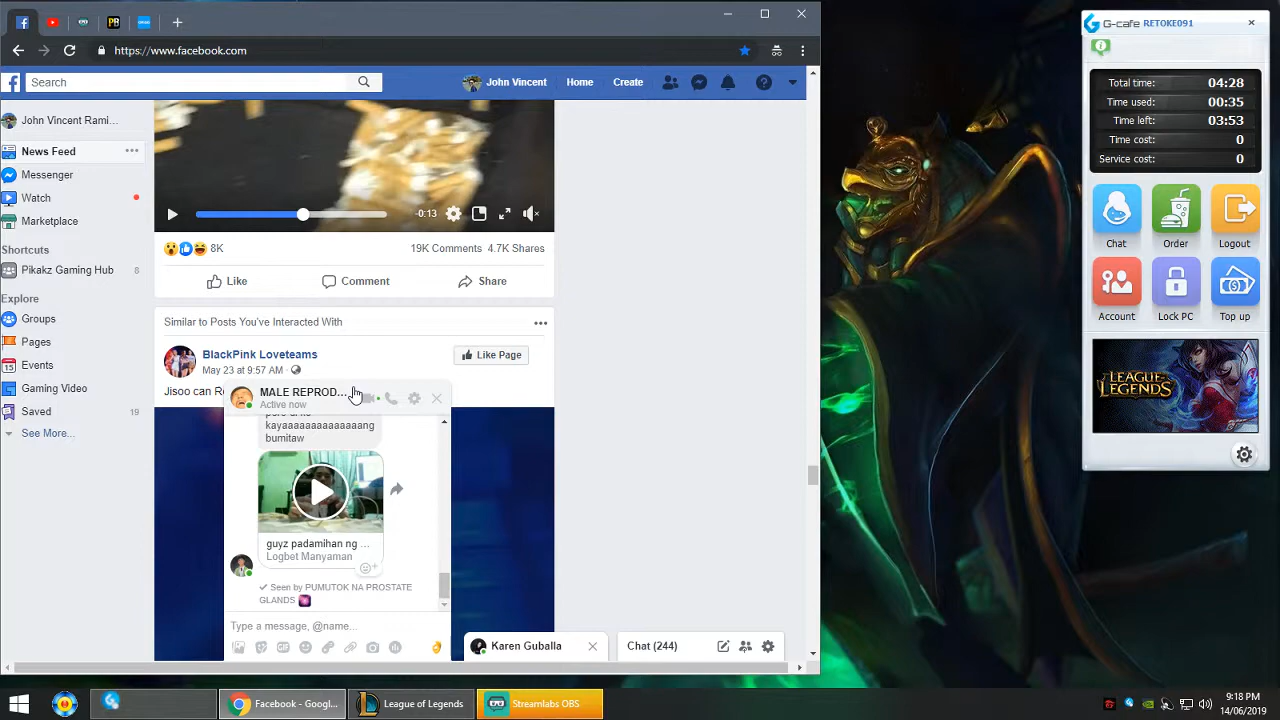 G-cafe RETOKE091
https://www.facebook.com
Search
John Vincent
Home
Create
Total time: 04:28
Time used: 00:35
Time left: 03:53
Time cost: 0
Service cost: 0
John Vincent Rami...
News Feed
Messenger
Watch
Marketplace
Shortcuts
Pikakz Gaming Hub 8
Explore
Groups
Pages
Events
Gaming Video
Saved
See More...
-0:13
8K
19K Comments 4.7K Shares
Like
Comment
Share
Similar to Posts You've Interacted With
BlackPink Loveteams
May 23 at 9:57 AM
Like Page
Jisoo can
MALE REPROD...
Active now
kayaaaaaaaaaaaaaang
bumitaw
guyz padamihan ng ...
Logbet Manyaman
Seen by PUMUTOK NA PROSTATE
GLANDS
Type a message, @name...
GIF
Karen Guballa
Chat (244)
Chat
Order
Logout
Account
Lock PC
Top up
LEAGUE OF LEGENDS
Facebook - Googl...
League of Legends
Streamlabs OBS
9:18 PM
14/06/2019